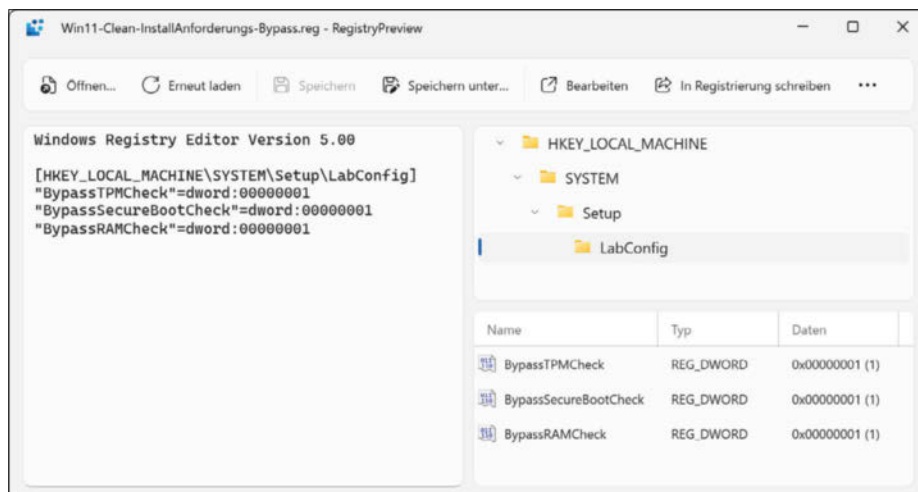 Win11-Clean-InstallAnforderungs-Bypass.reg - RegistryPreview
Öffnen... Erneut laden Speichern Speichern unter... Bearbeiten In Registrierung schreiben
Windows Registry Editor Version 5.00
[HKEY_LOCAL_MACHINE\SYSTEM\Setup\LabConfig]
"BypassTPMCheck"=dword:00000001
"BypassSecureBootCheck"=dword:00000001
"BypassRAMCheck"=dword:00000001
HKEY_LOCAL_MACHINE
SYSTEM
Setup
LabConfig
Name Typ Daten
BypassTPMCheck REG_DWORD 0x00000001 (1)
BypassSecureBootCheck REG_DWORD 0x00000001 (1)
BypassRAMCheck REG_DWORD 0x00000001 (1)